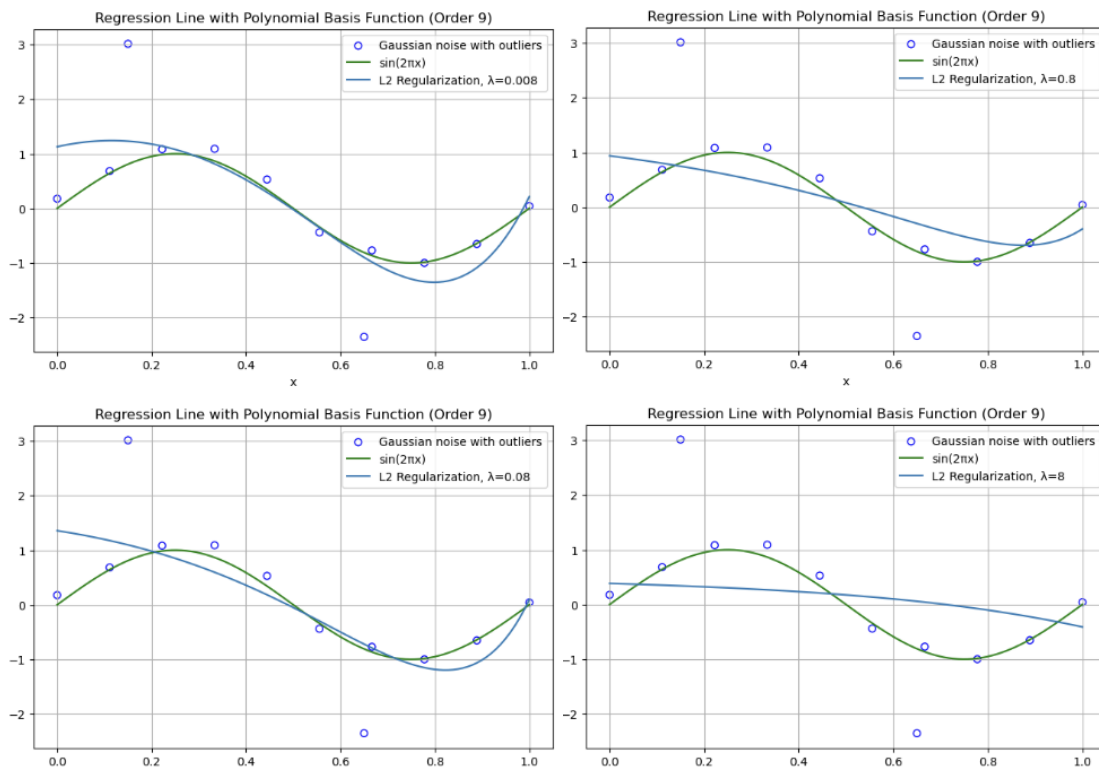 Regression Line with Polynomial Basis Function (Order 9)
3
2
1
0
−1
−2
0.0 0.2 0.4 0.6 0.8 1.0
x
Gaussian noise with outliers
sin(2πx)
L2 Regularization, λ=0.008
Regression Line with Polynomial Basis Function (Order 9)
3
2
1
0
−1
−2
0.0 0.2 0.4 0.6 0.8 1.0
x
Gaussian noise with outliers
sin(2πx)
L2 Regularization, λ=0.8
Regression Line with Polynomial Basis Function (Order 9)
3
2
1
0
−1
−2
0.0 0.2 0.4 0.6 0.8 1.0
Gaussian noise with outliers
sin(2πx)
L2 Regularization, λ=0.08
Regression Line with Polynomial Basis Function (Order 9)
3
2
1
0
−1
−2
0.0 0.2 0.4 0.6 0.8 1.0
Gaussian noise with outliers
sin(2πx)
L2 Regularization, λ=8